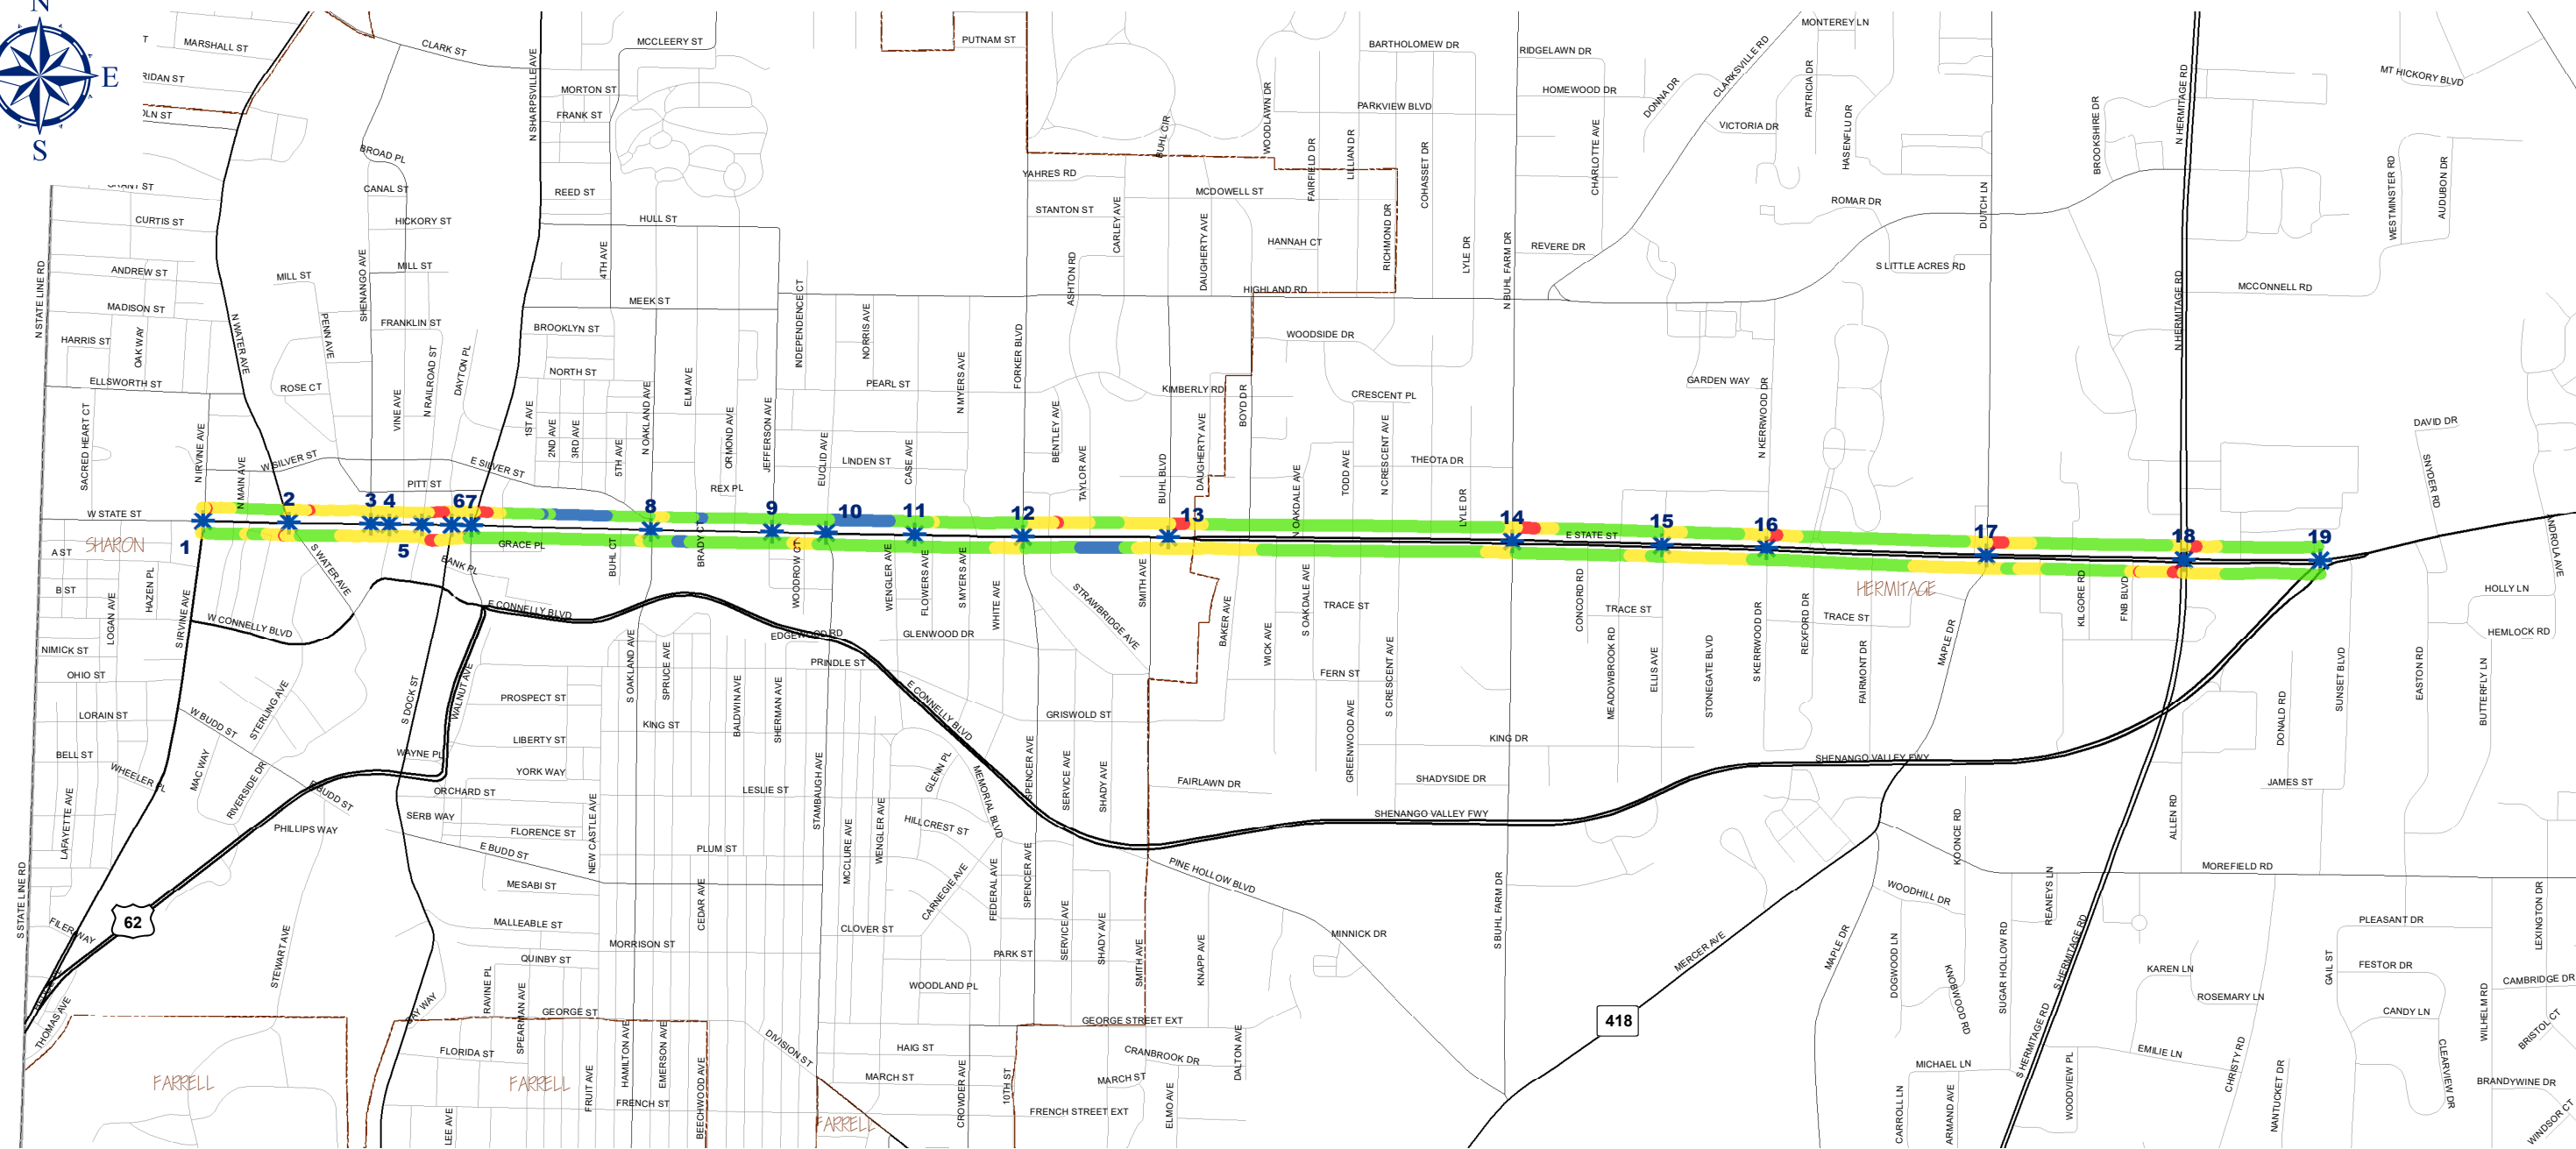 N
MARSHALL ST
CLARK ST
MCCLEERY ST
PUTNAM ST
BARTHOLOMEW DR
RIDGELAWN DR
MONTEREY LN
E
RIDAN ST
MORTON ST
FRANK ST
N SHARPSVILLE AVE
WOODLAWN DR
PARKVIEW BLVD
HOMEWOOD DR
DONNA DR
CLARKSVILLE RD
PATRICIA DR
N HERMITAGE RD
MT HICKORY BLVD
OLN ST
S
BROAD PL
BUHL CIR
FAIRFIELD DR
LILLIAN DR
COHASSET DR
CHARLOTTE AVE
VICTORIA DR
HASENFLU DR
BROOKSHIRE DR
CANAL ST
REED ST
YAHRES RD
MCDOWELL ST
WESTMINSTER RD
AUDUBON DR
CURTIS ST
HICKORY ST
HULL ST
STANTON ST
CARLEY AVE
DAUGHERTY AVE
HANNAH CT
RICHMOND DR
LYLE DR
N BUHL FARM DR
REVERE DR
ROMAR DR
DUTCH LN
N STATE LINE RD
ANDREW ST
MILL ST
SHENANGO AVE
MILL ST
4TH AVE
ASHTON RD
HIGHLAND RD
S LITTLE ACRES RD
MCCONNELL RD
MADISON ST
MEEK ST
INDEPENDENCE CT
NORRIS AVE
N HERMITAGE RD
HARRIS ST
OAK WAY
N WATER AVE
PENN AVE
FRANKLIN ST
BROOKLYN ST
FORKER BLVD
WOODSIDE DR
ELLSWORTH ST
ROSE CT
VINE AVE
N RAILROAD ST
DAYTON PL
NORTH ST
ELM AVE
PEARL ST
N MYERS AVE
KIMBERLY RD
BOYD DR
CRESCENT PL
GARDEN WAY
N KERRWOOD DR
SACRED HEART CT
N IRVINE AVE
N MAIN AVE
W SILVER ST
E SILVER ST
1ST AVE
2ND AVE
3RD AVE
5TH AVE
N OAKLAND AVE
ORMOND AVE
JEFFERSON AVE
EUCLID AVE
LINDEN ST
CASE AVE
BENTLEY AVE
TAYLOR AVE
BUHL BLVD
DAUGHERTY AVE
N OAKDALE AVE
TODD AVE
N CRESCENT AVE
THEOTA DR
LYLE DR
DAVID DR
SNYDER RD
PITT ST
REX PL
W STATE ST
1 2 3 4 5 6 7 8 9 10 11 12 13 14 15 16 17 18 19
E STATE ST
SHARON
A ST
GRACE PL
BANK PL
BUHL CT
BRADY CT
WOODROW CT
WENGLER AVE
FLOWERS AVE
S MYERS AVE
WHITE AVE
STRAWBRIDGE AVE
SMITH AVE
BAKER AVE
WICK AVE
S OAKDALE AVE
TRACE ST
CONCORD RD
TRACE ST
HERMITAGE
TRACE ST
KILGORE RD
FNB BLVD
HOLLY LN
HEMLOCK RD
B ST
HAZEN PL
LOGAN AVE
S IRVINE AVE
S WATER AVE
W CONNELLY BLVD
E CONNELLY BLVD
EDGEWOOD RD
GLENWOOD DR
NIMICK ST
OHIO ST
PRINDLE ST
FERN ST
S CRESCENT AVE
MEADOWBROOK RD
ELLIS AVE
STONEGATE BLVD
S KERRWOOD DR
REXFORD DR
FAIRMONT DR
MAPLE DR
SUNSET BLVD
EASTON RD
BUTTERFLY LN
LORAIN ST
W BUDD ST
STERLING AVE
S DOCK ST
WALNUT AVE
PROSPECT ST
S OAKLAND AVE
SPRUCE AVE
KING ST
BALDWIN AVE
SHERMAN AVE
E CONNELLY BLVD
GRISWOLD ST
DONALD RD
BELL ST
WHEELER PL
MAC WAY
RIVERSIDE DR
WAYNE PL
LIBERTY ST
YORK WAY
STAMBAUGH AVE
GLENN PL
MEMORIAL BLVD
SPENCER AVE
SERVICE AVE
SHADY AVE
FAIRLAWN DR
GREENWOOD AVE
KING DR
SHADYSIDE DR
SHENANGO VALLEY FWY
JAMES ST
LAFAYETTE AVE
E BUDD ST
PHILLIPS WAY
ORCHARD ST
SERB WAY
FLORENCE ST
NEW CASTLE AVE
LESLIE ST
MCCLURE AVE
WENGLER AVE
HILLCREST ST
SHENANGO VALLEY FWY
KOONCE RD
ALLEN RD
S STATE LINE RD
E BUDD ST
PLUM ST
MESABI ST
CEDAR AVE
CARNEGIE AVE
FEDERAL AVE
SPENCER AVE
PINE HOLLOW BLVD
S BUHL FARM DR
WOODHILL DR
REANEYS LN
MOREFIELD RD
LEXINGTON DR
FILER WAY
62
STEWART AVE
MALLEABLE ST
MORRISON ST
QUINBY ST
CLOVER ST
PARK ST
SERVICE AVE
SHADY AVE
SMITH AVE
KNAPP AVE
MINNICK DR
MERCER AVE
MAPLE DR
DOGWOOD LN
KNOBWOOD RD
SUGAR HOLLOW RD
S HERMITAGE RD
KAREN LN
ROSEMARY LN
PLEASANT DR
GAIL ST
FESTOR DR
CANDY LN
WILHELM RD
CAMBRIDGE DR
BRISTOL CT
THOMAS AVE
RAVINE PL
SPEARMAN AVE
GEORGE ST
WOODLAND PL
GEORGE STREET EXT
418
FARRELL
FLORIDA ST
FARRELL
FRUIT AVE
HAMILTON AVE
EMERSON AVE
BEECHWOOD AVE
DIVISION ST
HAIG ST
MARCH ST
CROWDER AVE
10TH ST
CRANBROOK DR
MARCH ST
DALTON AVE
ELMO AVE
MICHAEL LN
S HERMITAGE RD
EMILIE LN
CHRISTY RD
CLEARVIEW DR
BRANDYWINE DR
LEE AVE
FRENCH ST
FARRELL
FRENCH STREET EXT
CARROLL LN
ARMAND AVE
WOODVIEW PL
NANTUCKET DR
WINDSOR CT